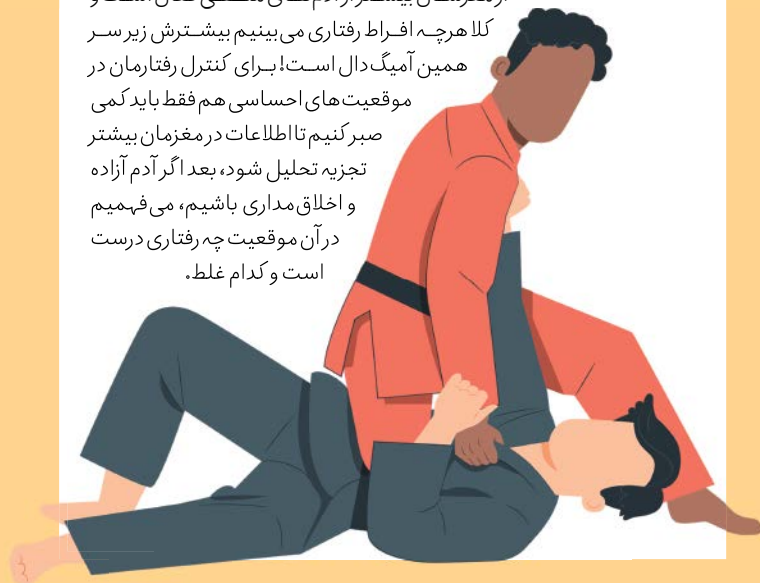 کلا هرچه افراط رفتاری می‌بینیم بیشترش زیر سر
همین آمیگ‌دال است! برای کنترل رفتارمان در
موقعیت‌های احساسی هم فقط باید کمی
صبر کنیم تا اطلاعات در مغزمان بیشتر
تجزیه تحلیل شود، بعد اگر آدم آزاده
و اخلاق‌مداری باشیم، می‌فهمیم
در آن موقعیت چه رفتاری درست
است و کدام غلط.